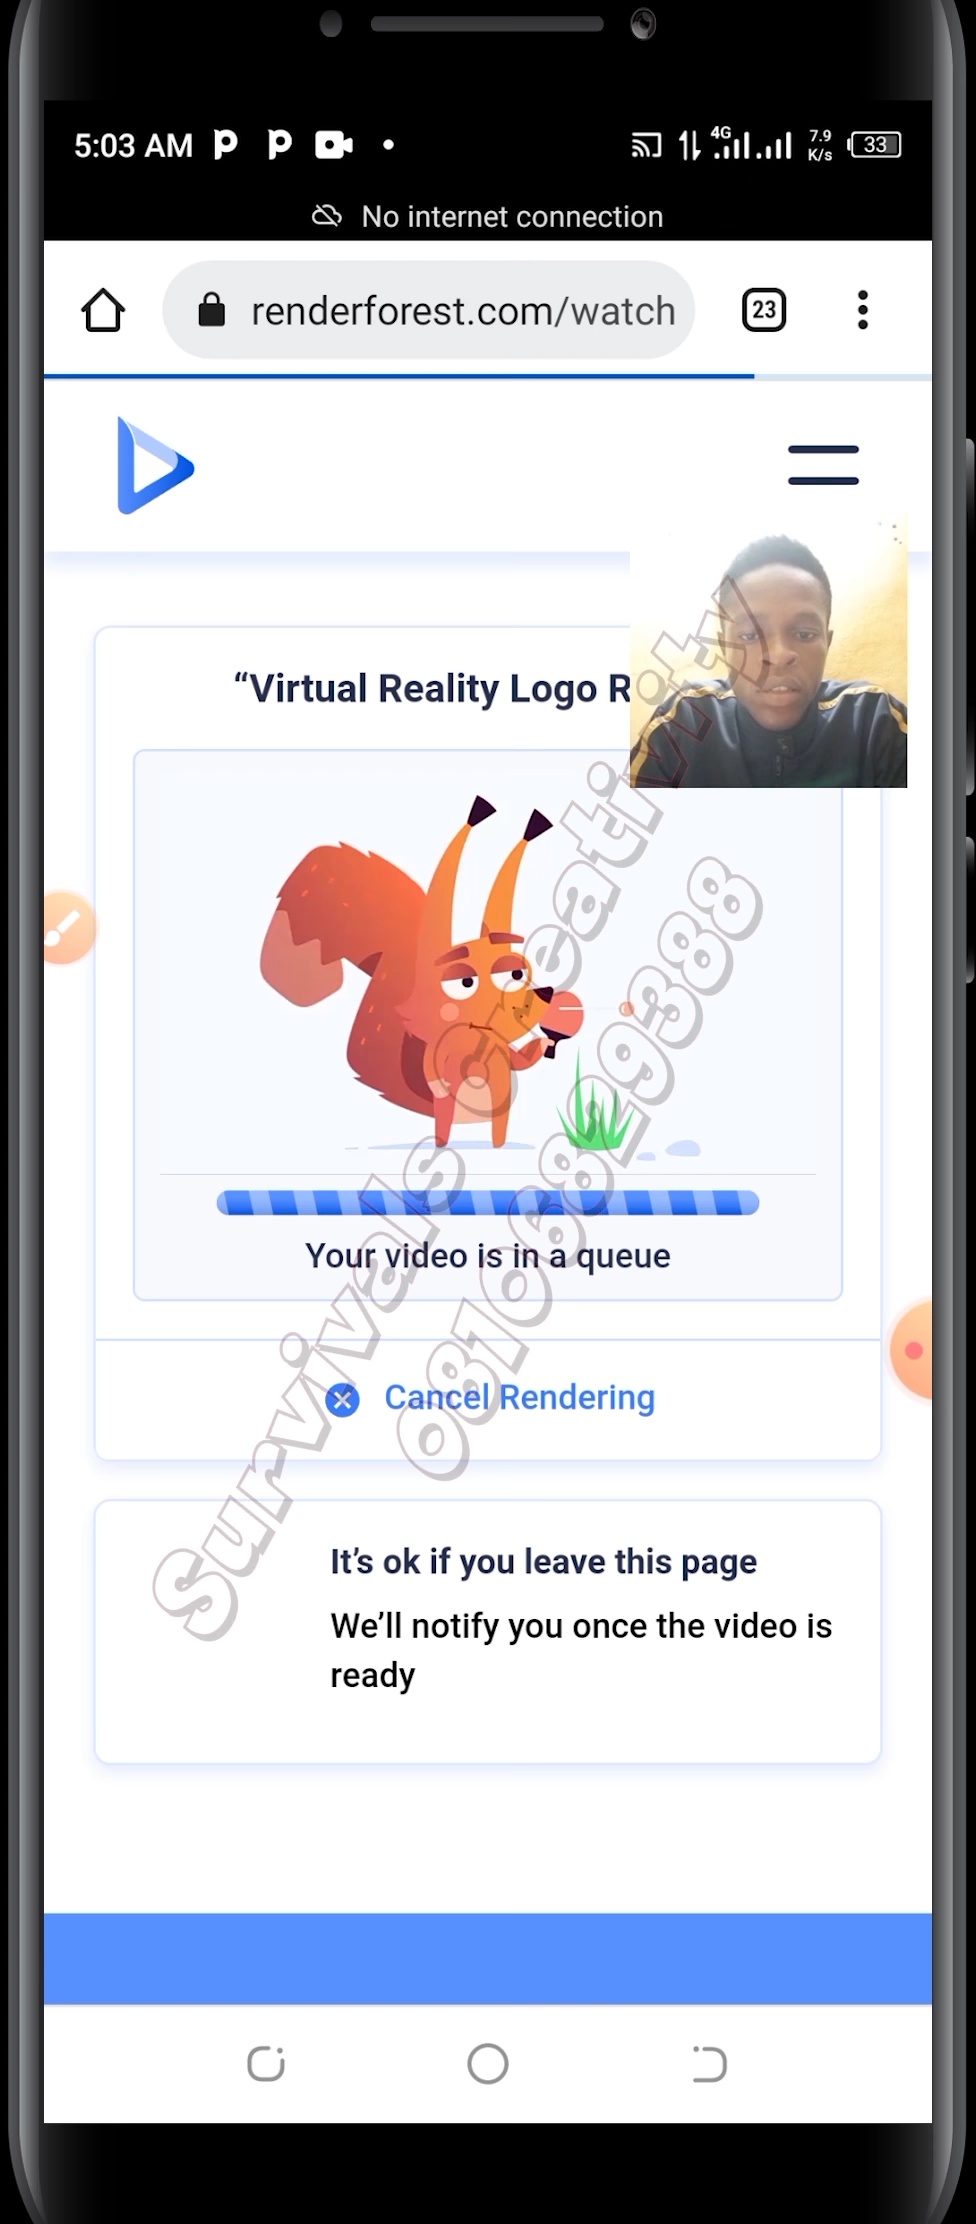 5:03 AM
4G
7.9
K/s
33
No internet connection
renderforest.com/watch
23
“Virtual Reality Logo R
Your video is in a queue
Cancel Rendering
It’s ok if you leave this page
We’ll notify you once the video is
ready
Survivals Creativity
08106829388